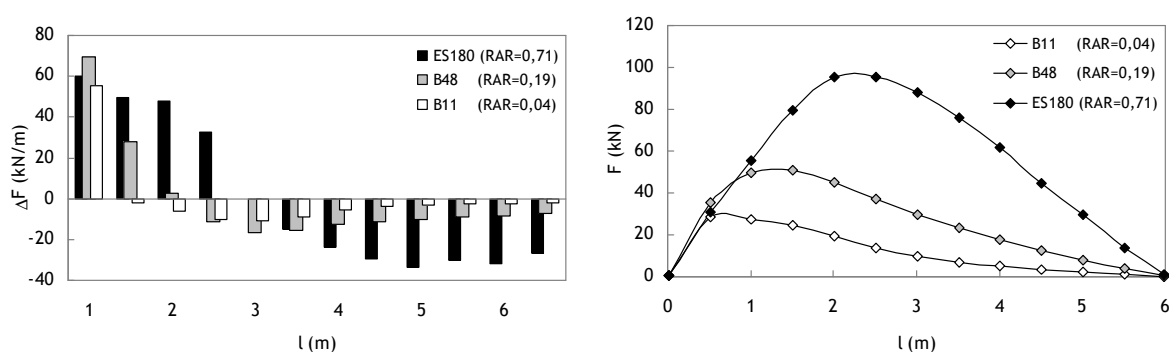 80
60
40
20
0
-20
-40
ΔF (kN/m)
ES180 (RAR=0,71)
B48 (RAR=0,19)
B11 (RAR=0,04)
1 2 3 4 5 6
l (m)
120
100
80
60
40
20
0
F (kN)
B11 (RAR=0,04)
B48 (RAR=0,19)
ES180 (RAR=0,71)
0 1 2 3 4 5 6
l (m)